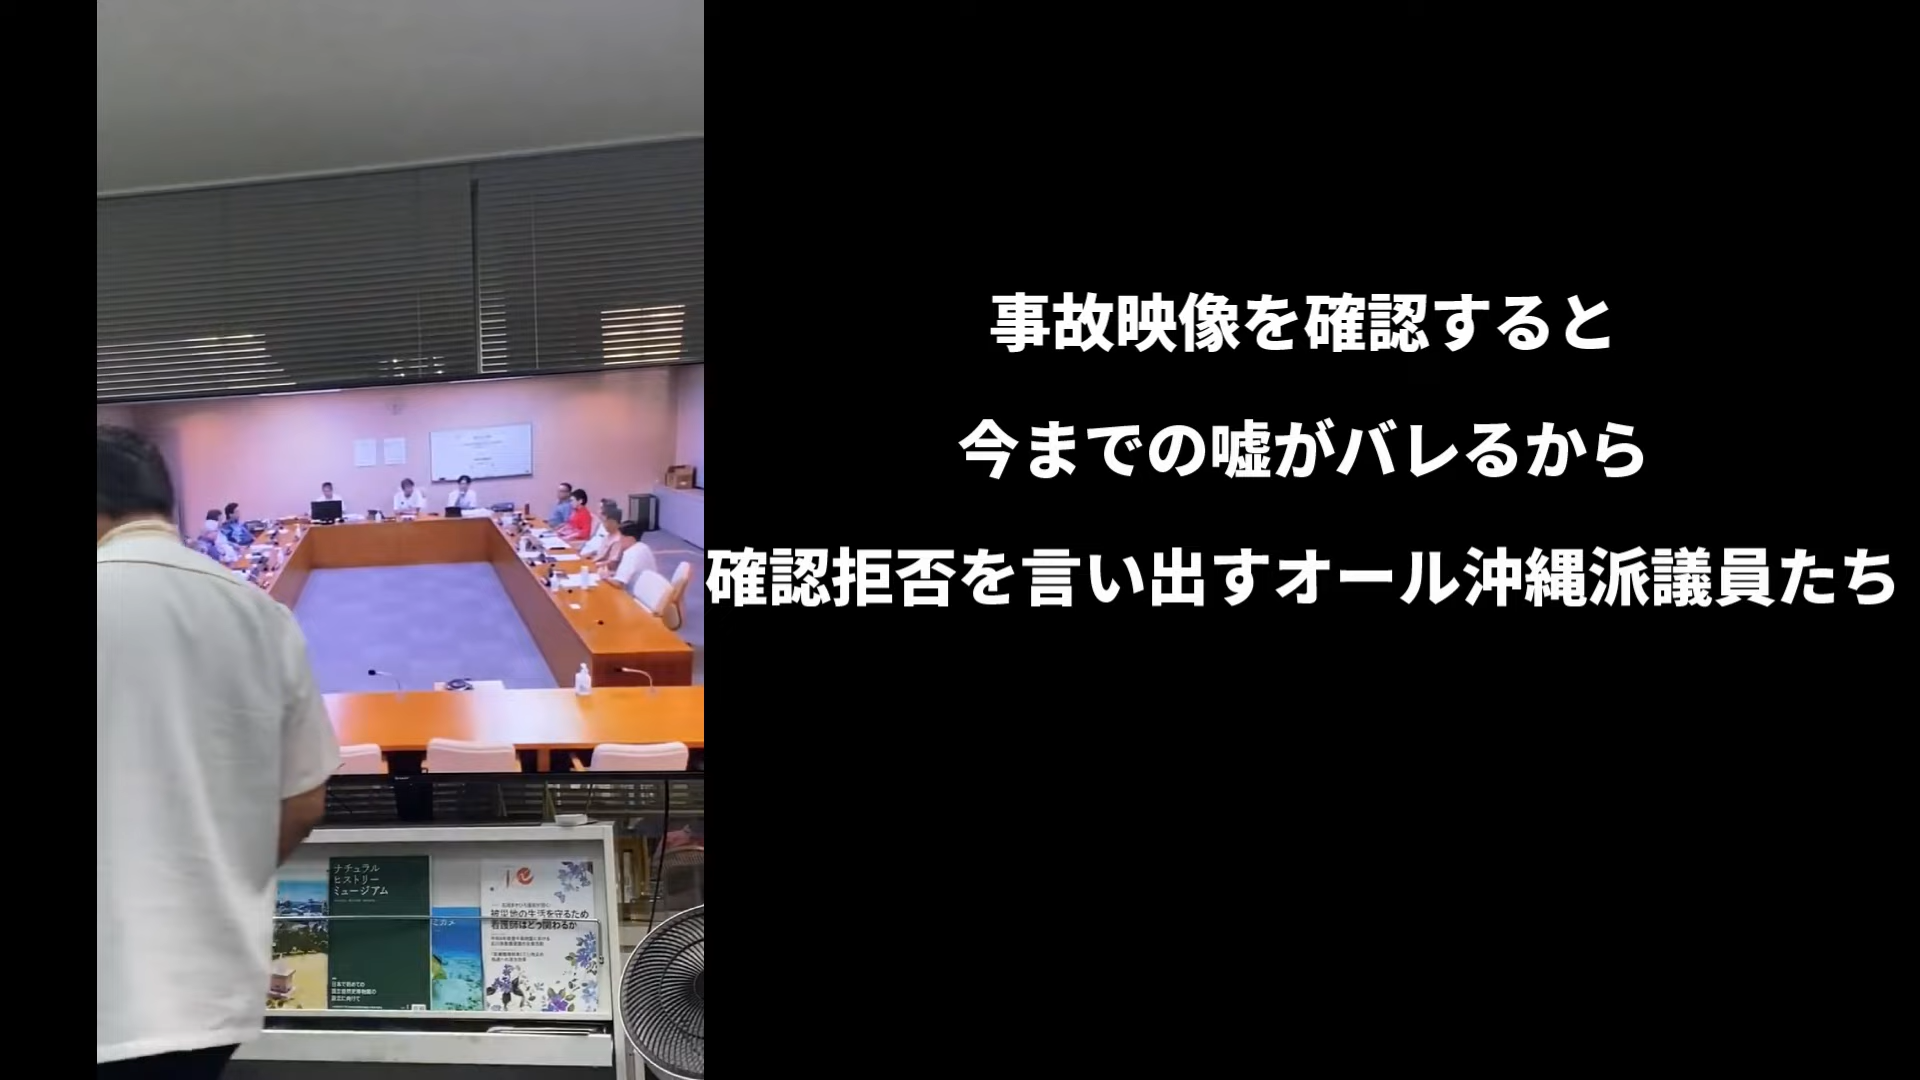 事故映像を確認すると
今までの嘘がバレるから
確認拒否を言い出すオール沖縄派議員たち
ナチュラル
ヒストリー
ミュージアム
被災地の生活を守るため
看護師はどう関わるか